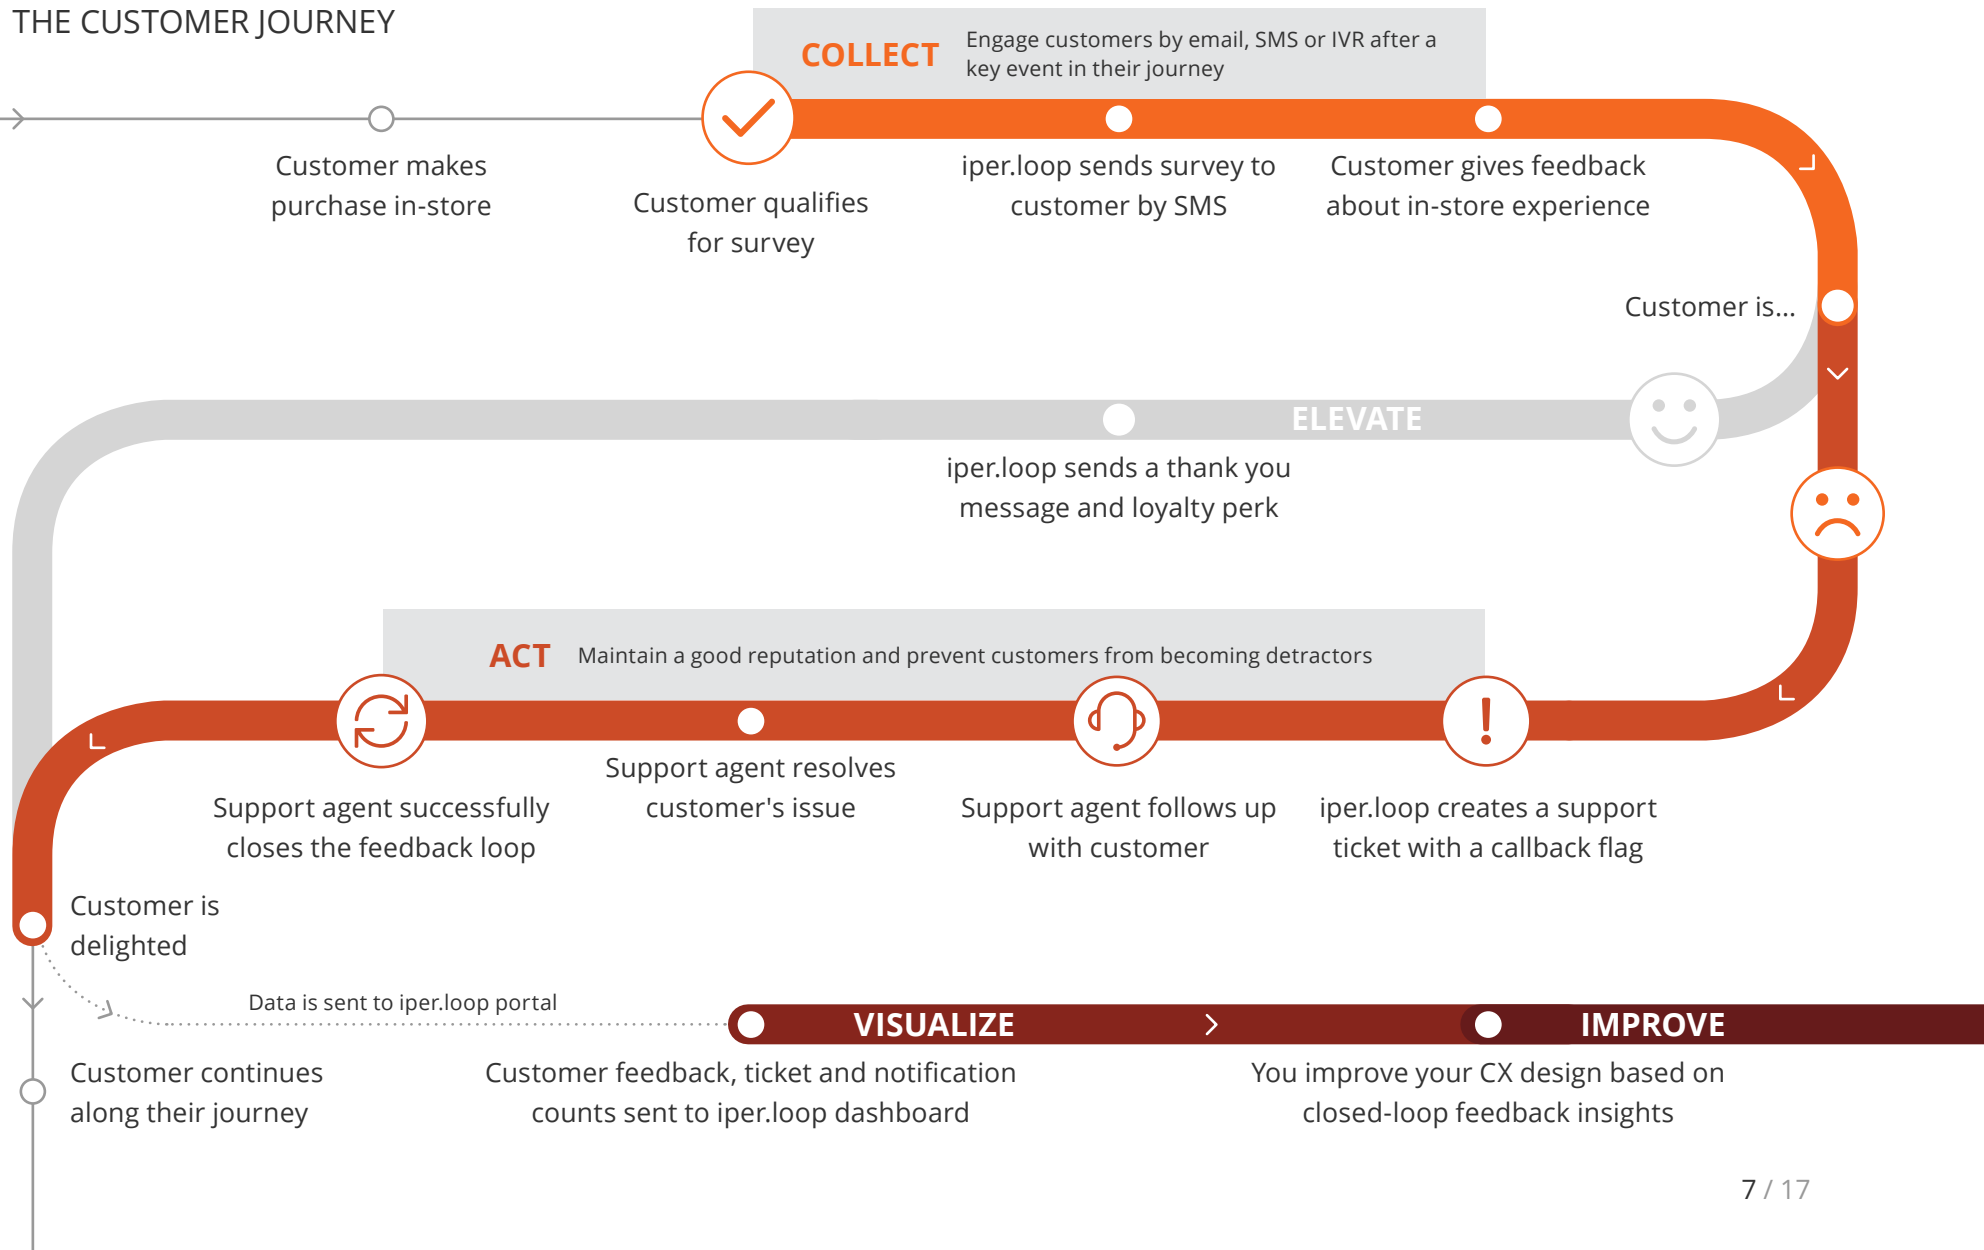 THE CUSTOMER JOURNEY
COLLECT
Engage customers by email, SMS or IVR after a
key event in their journey
Customer makes
purchase in-store
Customer qualifies
for survey
iper.loop sends survey to
customer by SMS
Customer gives feedback
about in-store experience
Customer is...
ELEVATE
iper.loop sends a thank you
message and loyalty perk
ACT
Maintain a good reputation and prevent customers from becoming detractors
Support agent successfully
closes the feedback loop
Support agent resolves
customer's issue
Support agent follows up
with customer
iper.loop creates a support
ticket with a callback flag
Customer is
delighted
Data is sent to iper.loop portal
VISUALIZE
IMPROVE
Customer continues
along their journey
Customer feedback, ticket and notification
counts sent to iper.loop dashboard
You improve your CX design based on
closed-loop feedback insights
7 / 17